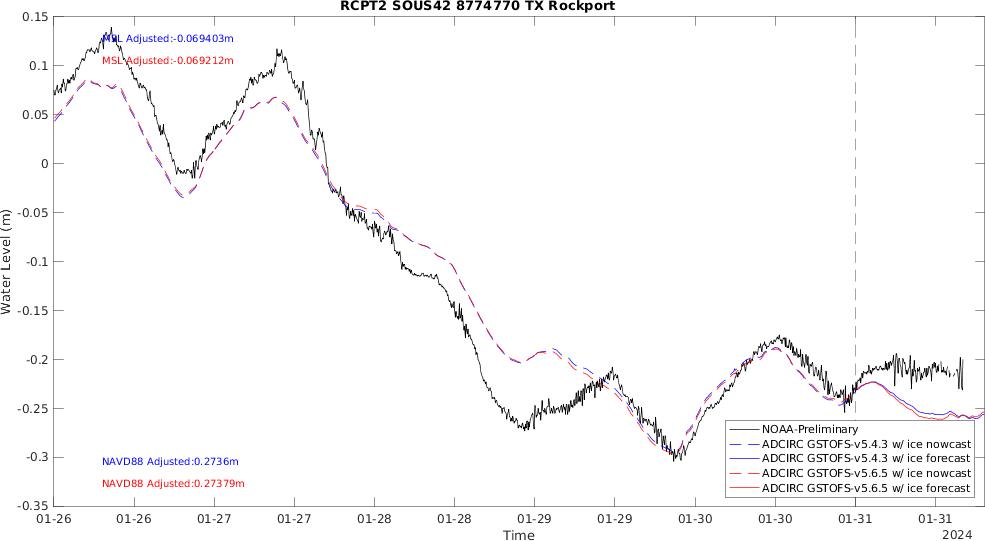 RCPT2 SOUS42 8774770 TX Rockport
MSL Adjusted:-0.069403m
MSL Adjusted:-0.069212m
0.15
0.1
0.05
0
-0.05
-0.1
-0.15
-0.2
-0.25
-0.3
-0.35
Water Level (m)
NAVD88 Adjusted:0.2736m
NAVD88 Adjusted:0.27379m
NOAA-Preliminary
ADCIRC GSTOFS-v5.4.3 w/ ice nowcast
ADCIRC GSTOFS-v5.4.3 w/ ice forecast
ADCIRC GSTOFS-v5.6.5 w/ ice nowcast
ADCIRC GSTOFS-v5.6.5 w/ ice forecast
01-26 01-26 01-27 01-27 01-28 01-28 01-29 01-29 01-30 01-30 01-31 01-31
Time
2024